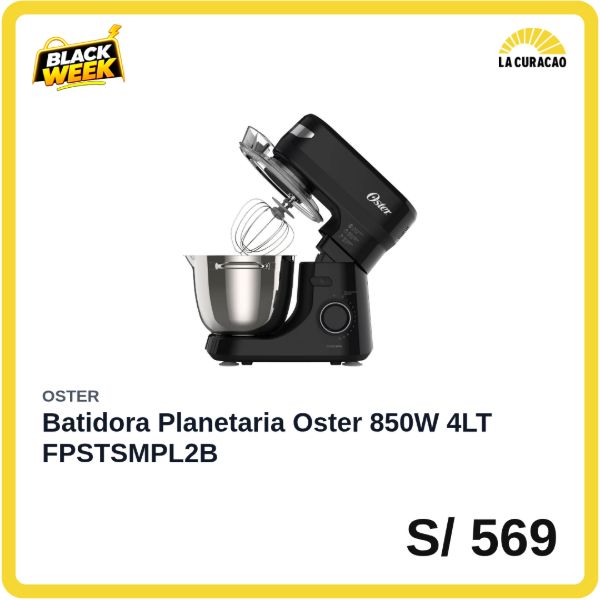 BLACK
WEEK
LA CURACAO
Oster
OSTER
Batidora Planetaria Oster 850W 4LT
FPSTSMPL2B
S/ 569